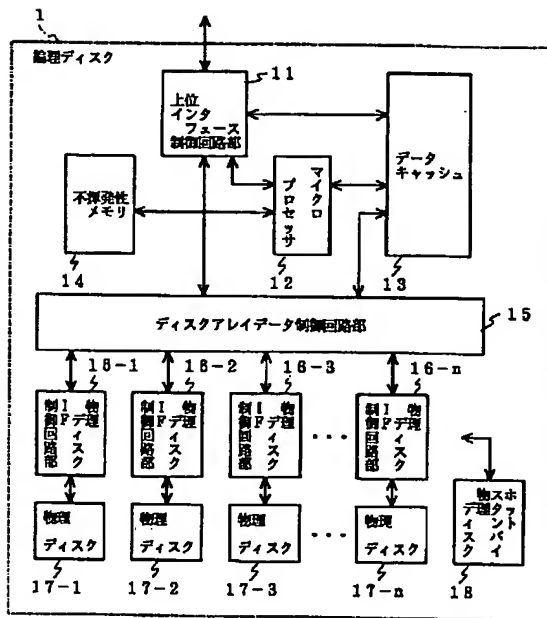 1
論理ディスク
11
上位
インタ
フェース
制御回路部
データ
キャッシュ
不揮発性
メモリ
マイクロ
プロセッサ
14
12
13
ディスクアレイデータ制御回路部
15
16-1
16-2
16-3
16-n
物理
ディスク
IF
制御回路部
物理
ディスク
IF
制御回路部
物理
ディスク
IF
制御回路部
・・・
物理
ディスク
IF
制御回路部
物理
ディスク
物理
ディスク
物理
ディスク
・・・
物理
ディスク
ホット
スタンバイ
物理
ディスク
17-1
17-2
17-3
17-n
18